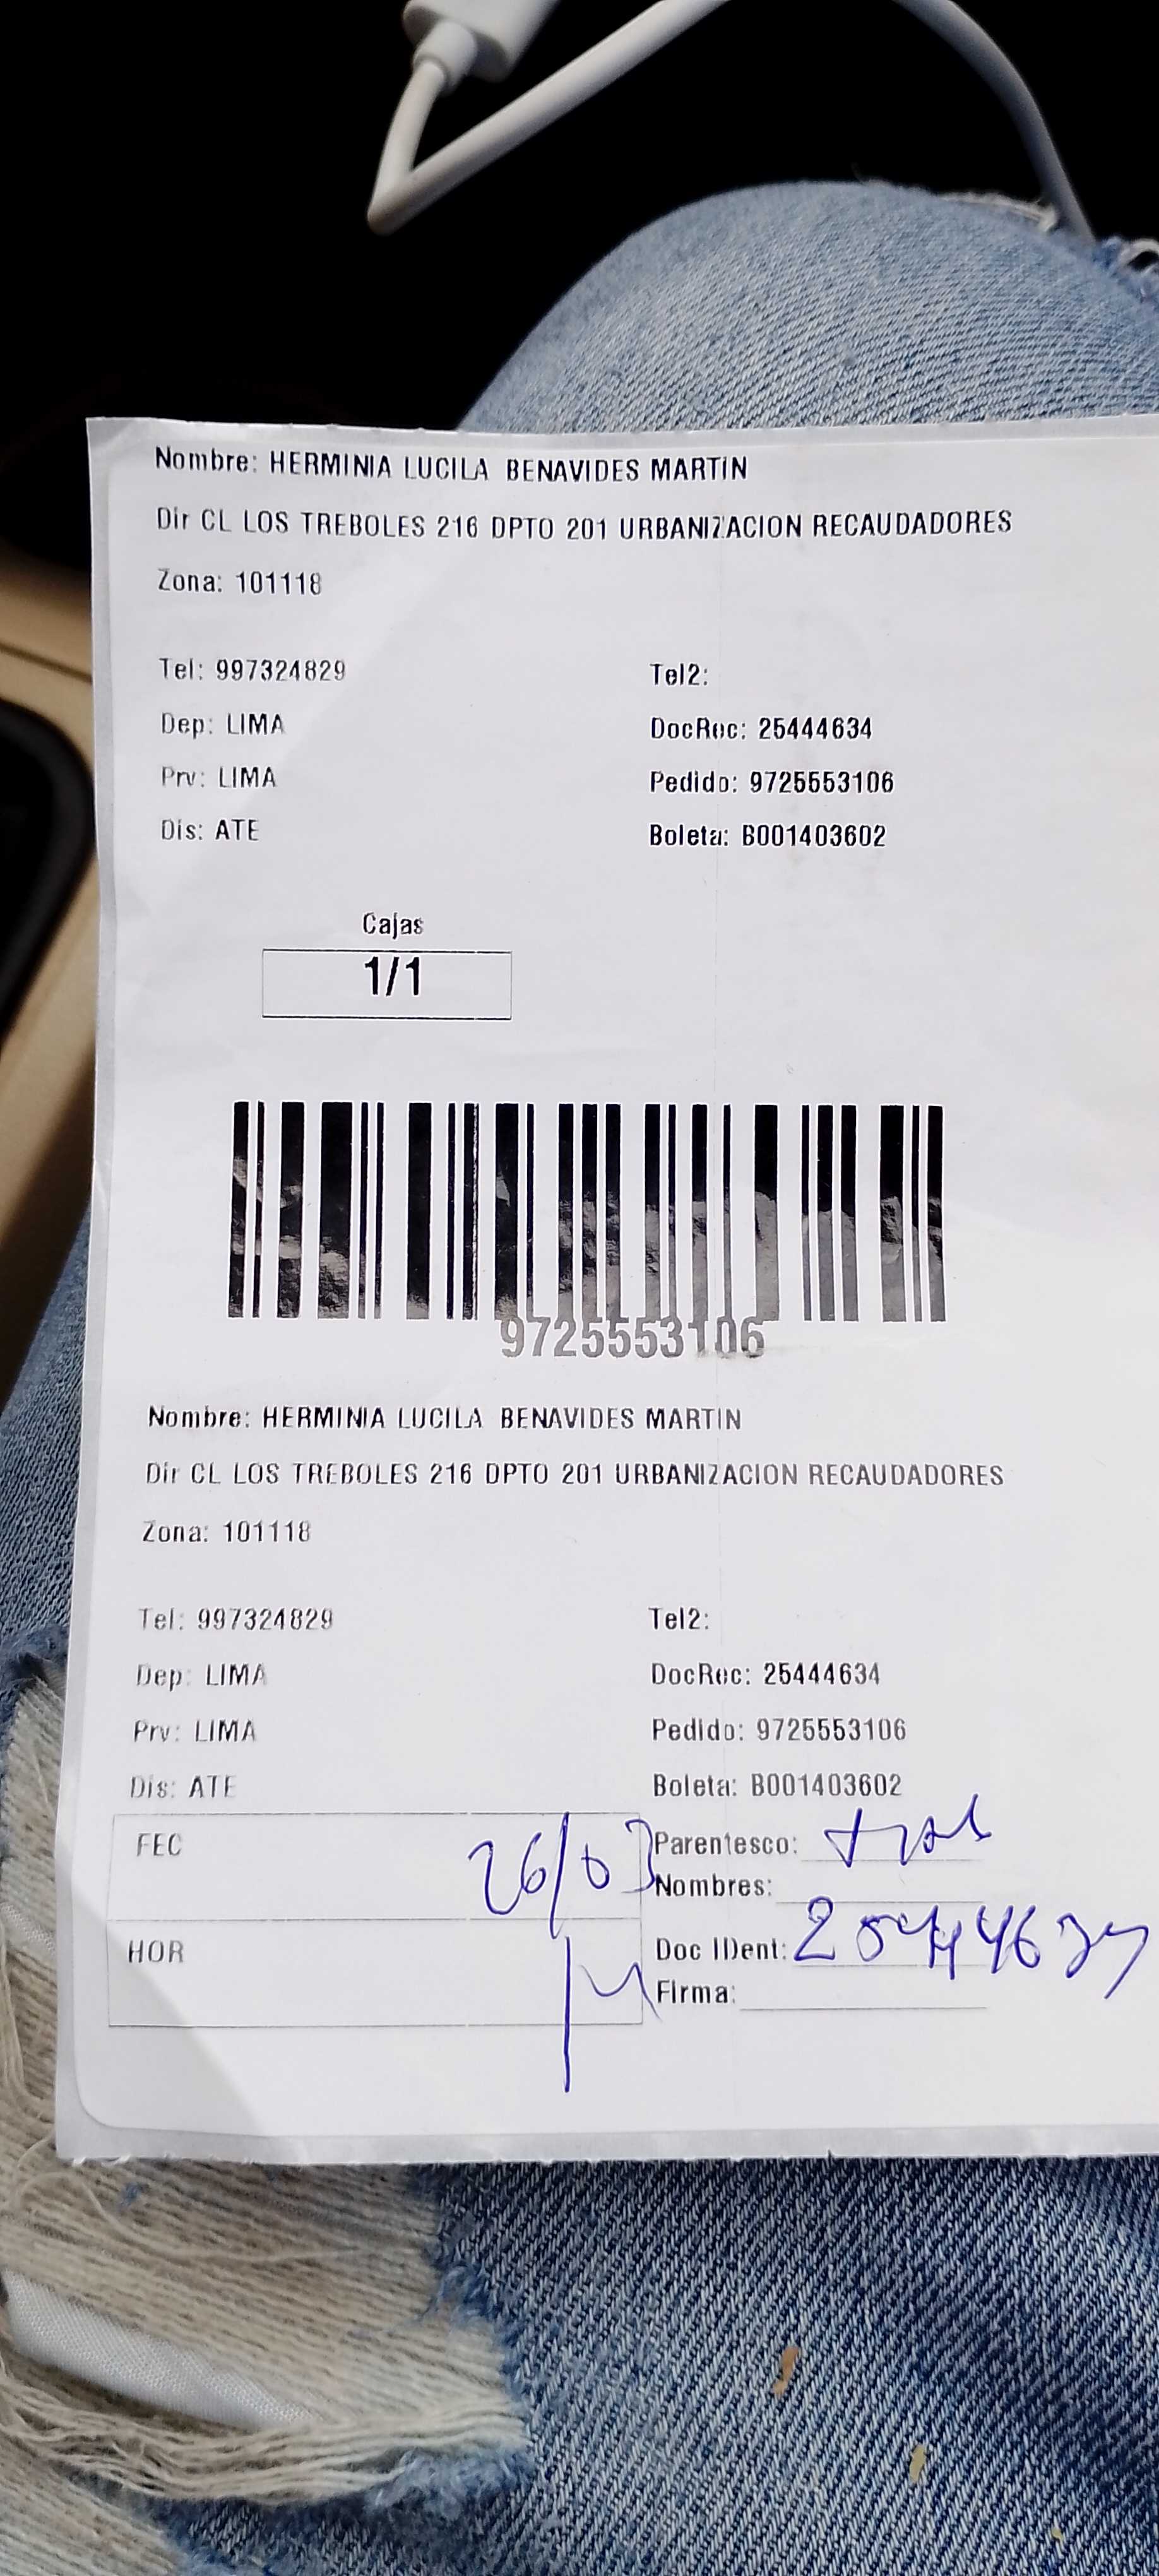 Nombre: HERMINIA LUCILA BENAVIDES MARTIN
Dir CL LOS TREBOLES 216 DPTO 201 URBANIZACION RECAUDADORES
Zona: 101118
Tel: 997324829 Tel2:
Dep: LIMA DocRec: 25444634
Prv: LIMA Pedido: 9725553106
Dis: ATE Boleta: B001403602
Cajas
1/1
9725553106
Nombre: HERMINIA LUCILA BENAVIDES MARTIN
Dir CL LOS TREBOLES 216 DPTO 201 URBANIZACION RECAUDADORES
Zona: 101118
Tel: 997324829 Tel2:
Dep: LIMA DocRec: 25444634
Prv: LIMA Pedido: 9725553106
Dis: ATE Boleta: B001403602
FEC 26/03 Parentesco:
Nombres:
HOR Doc IDent: 25444634
Firma: